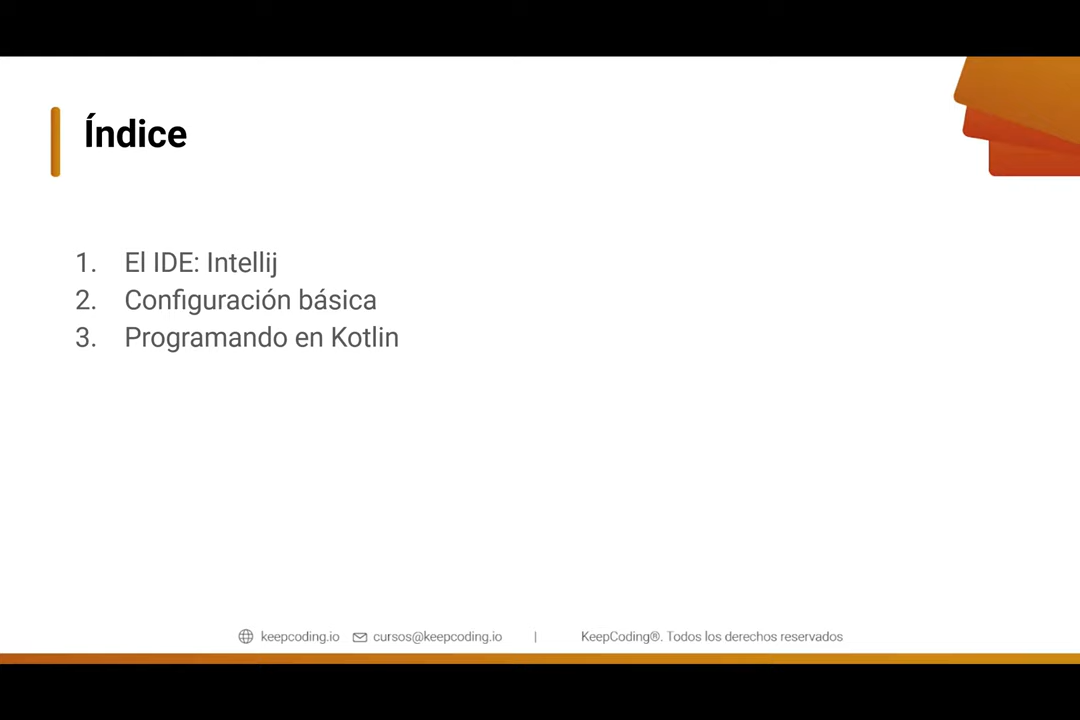 Índice
1. El IDE: Intellij
2. Configuración básica
3. Programando en Kotlin
keepcoding.io cursos@keepcoding.io | KeepCoding®. Todos los derechos reservados